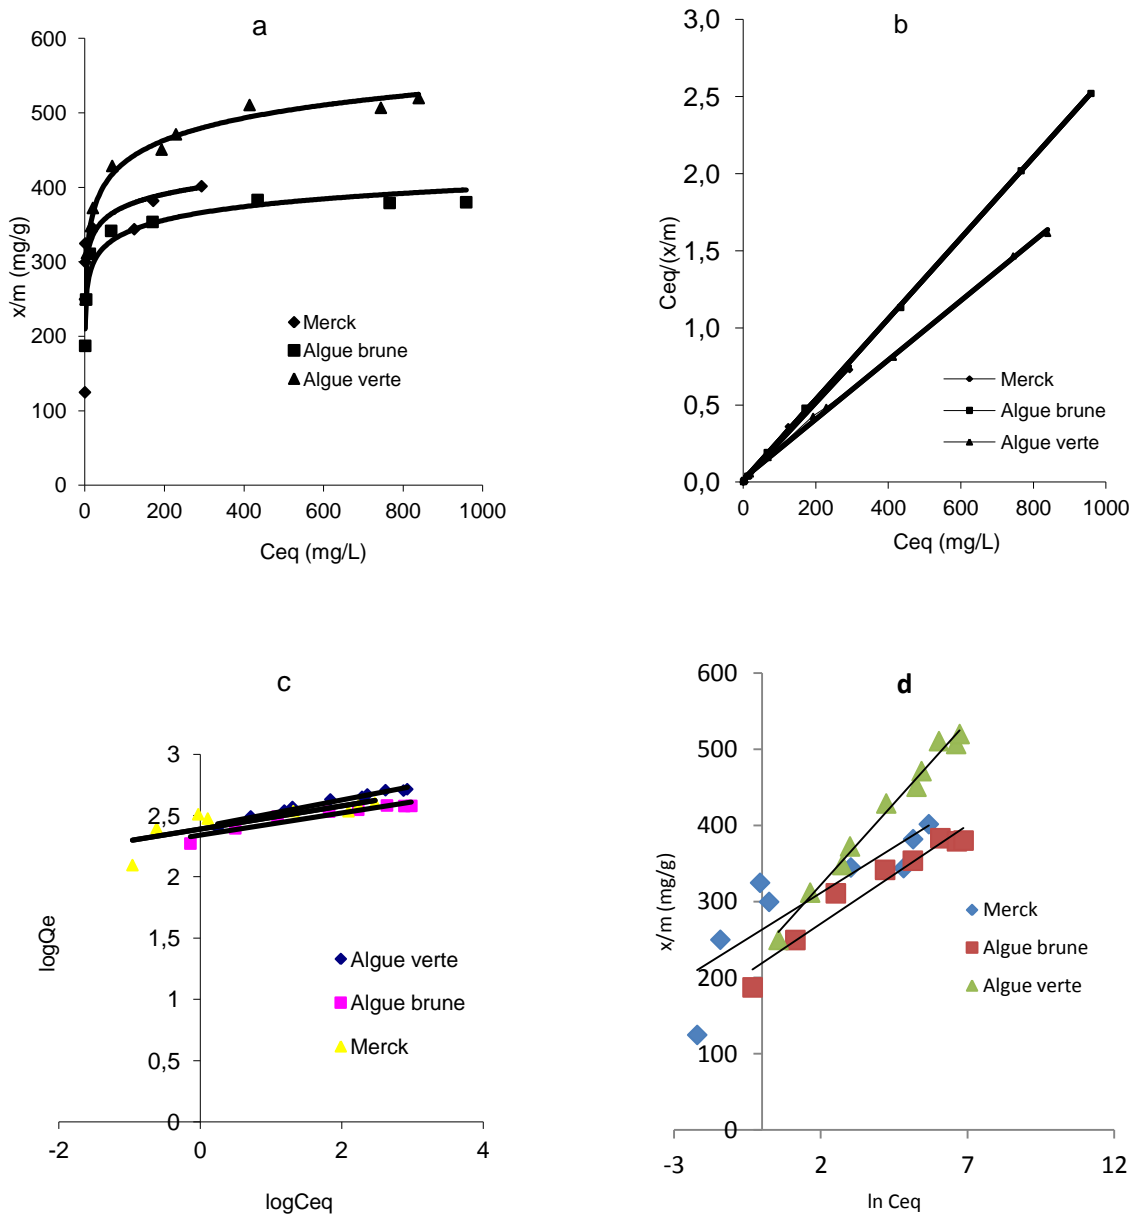 a
600
500
400
300
200
100
0
0 200 400 600 800 1000
x/m (mg/g)
Ceq (mg/L)
Merck
Algue brune
Algue verte
b
3,0
2,5
2,0
1,5
1,0
0,5
0,0
0 200 400 600 800 1000
Ceq/(x/m)
Ceq (mg/L)
Merck
Algue brune
Algue verte
c
3
2,5
2
1,5
1
0,5
0
-2 0 2 4
logQe
logCeq
Algue verte
Algue brune
Merck
d
600
500
400
300
200
100
0
-3 2 7 12
x/m (mg/g)
ln Ceq
Merck
Algue brune
Algue verte